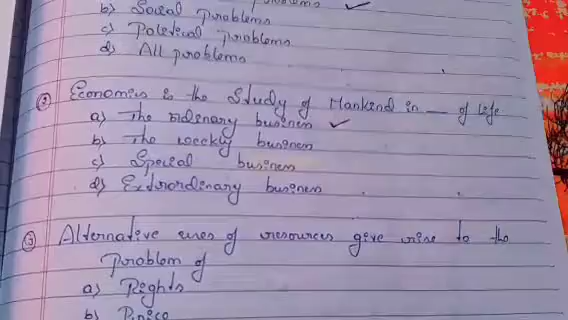 b) Social problems
c) Political problems
d) All problems
② Economics is the Study of Mankind in __ of life
a) The ordinary business ✓
b) The weekly business
c) Special business
d) Extraordinary business
③ Alternative uses of resources give rise to the
problem of
a) Rights
b)